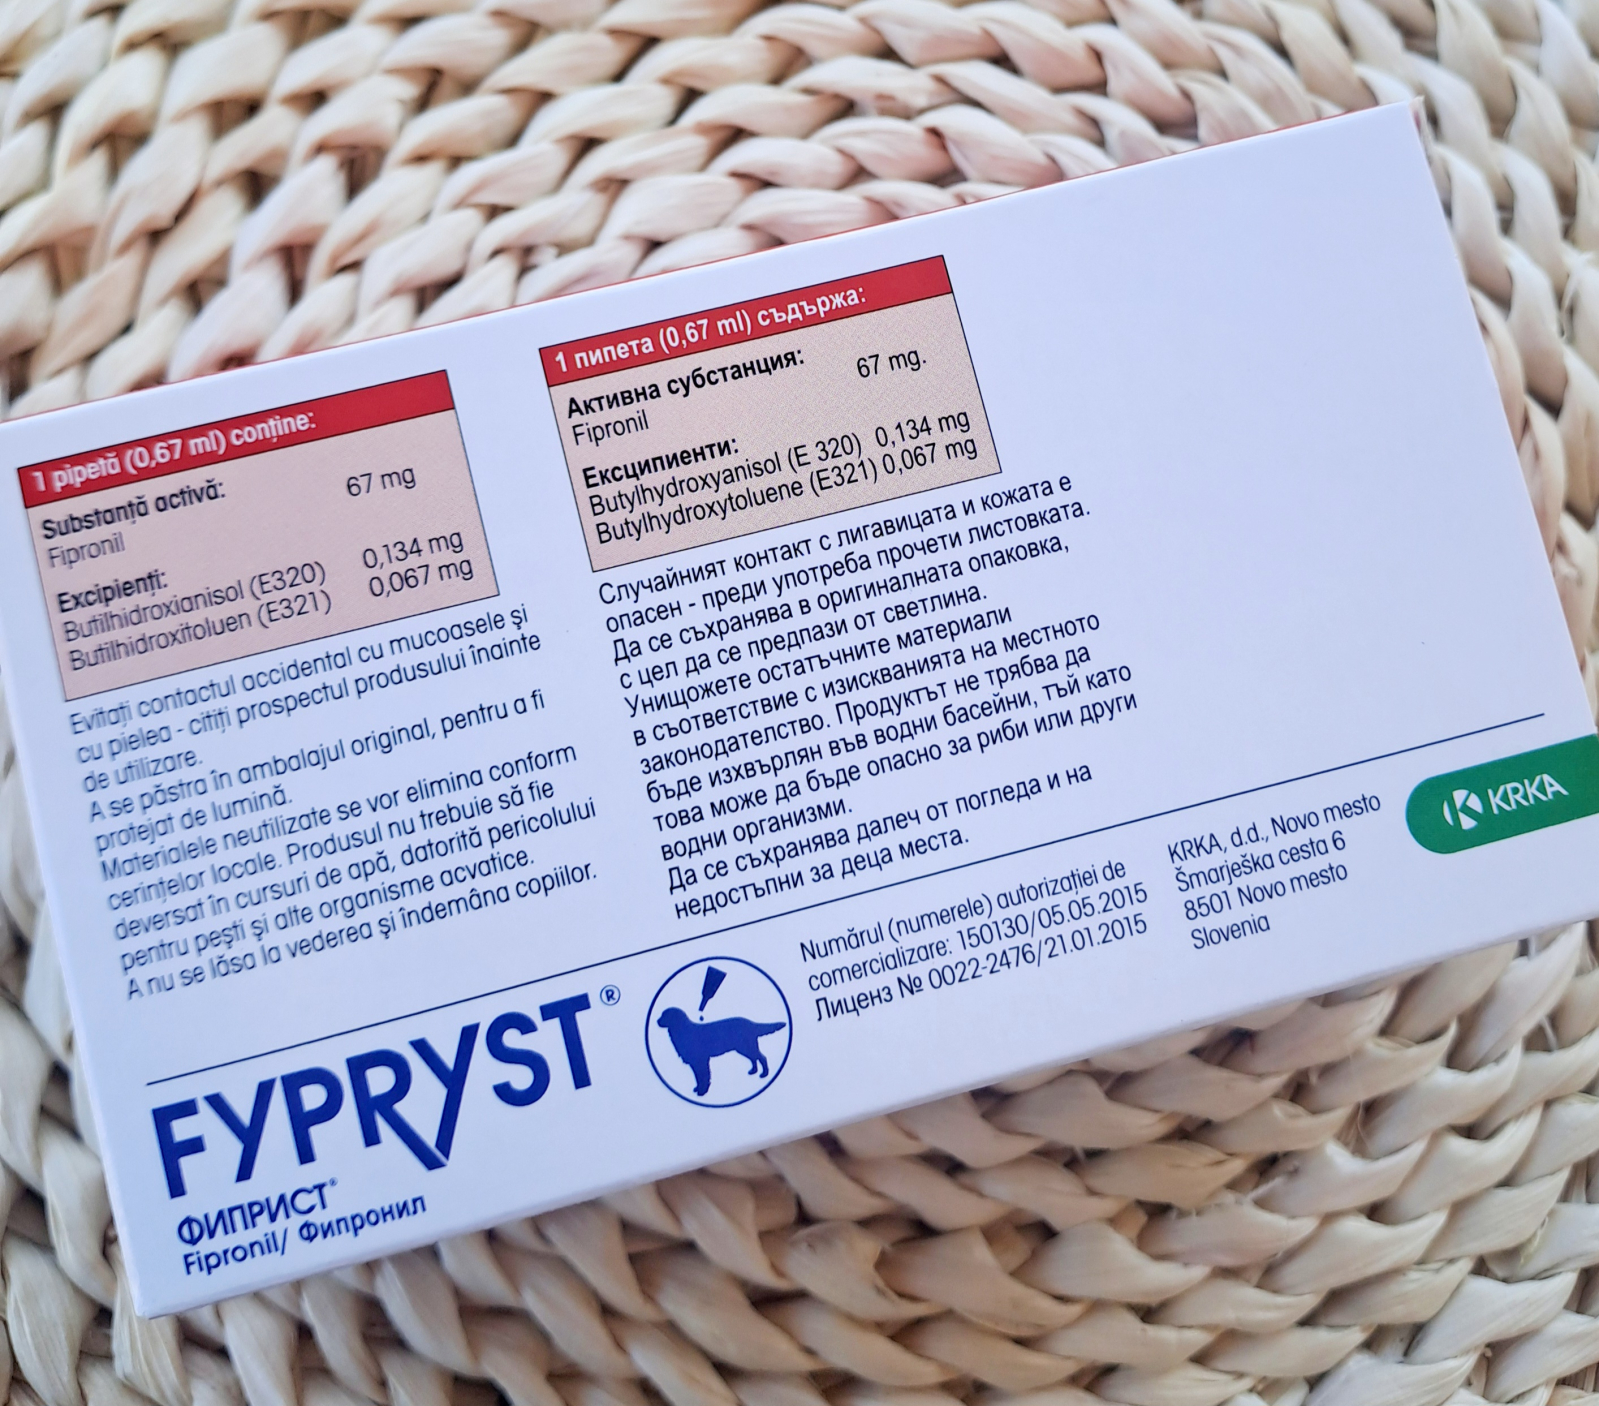 1 pipetă (0,67 ml) conține:
Substanță activă:
Fipronil 67 mg
Excipienți:
Butilhidroxianisol (E320) 0,134 mg
Butilhidroxitoluen (E321) 0,067 mg
Evitați contactul accidental cu mucoasele și
cu pielea - citiți prospectul produsului înainte
de utilizare.
A se păstra în ambalajul original, pentru a fi
protejat de lumină.
Materialele neutilizate se vor elimina conform
cerințelor locale. Produsul nu trebuie să fie
deversat în cursuri de apă, datorită pericolului
pentru pești și alte organisme acvatice.
A nu se lăsa la vederea și îndemâna copiilor.
1 пипета (0,67 ml) съдържа:
Активна субстанция:
Fipronil 67 mg.
Ексципиенти:
Butylhydroxyanisol (E 320) 0,134 mg
Butylhydroxytoluene (E321) 0,067 mg
Случайният контакт с лигавицата и кожата е
опасен - преди употреба прочети листовката.
Да се съхранява в оригиналната опаковка,
с цел да се предпази от светлина.
Унищожете остатъчните материали
в съответствие с изискванията на местното
законодателство. Продуктът не трябва да
бъде изхвърлян във водни басейни, тъй като
това може да бъде опасно за риби или други
водни организми.
Да се съхранява далеч от погледа и на
недостъпни за деца места.
FYPRYST®
ФИПРИСТ®
Fipronil/ Фипронил
Numărul (numerele) autorizației de
comercializare: 150130/05.05.2015
Лиценз № 0022-2476/21.01.2015
KRKA, d.d., Novo mesto
Šmarješka cesta 6
8501 Novo mesto
Slovenia
KRKA